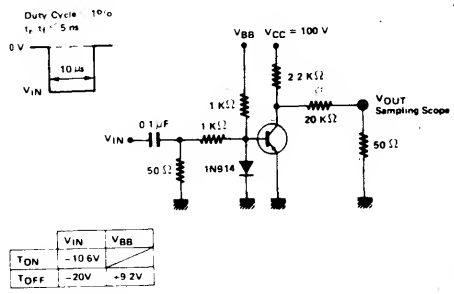 Duty Cycle 1%
tr, tf < 5 ns
0 V
10 µs
VIN
VBB
VCC = 100 V
1 KΩ
2.2 KΩ
VOUT
Sampling Scope
20 KΩ
0.1 µF
1 KΩ
VIN
50 Ω
1N914
50 Ω
VIN VBB
TON -10.6V
TOFF -20V +9.2V